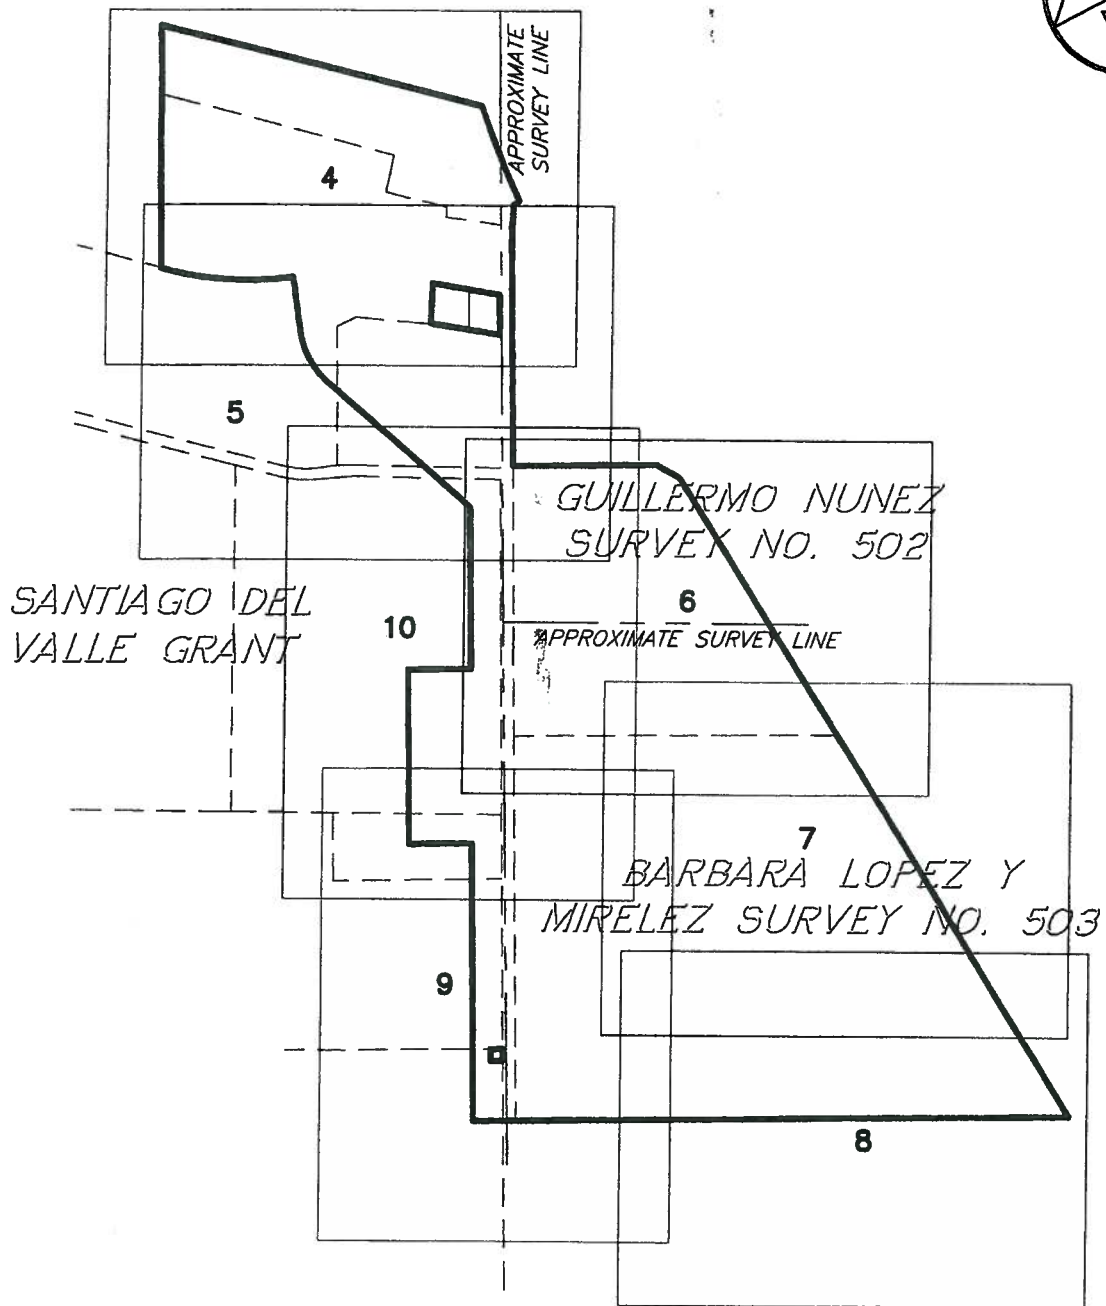 APPROXIMATE
SURVEY LINE
4
5
GUILLERMO NUNEZ
SURVEY NO. 502
SANTIAGO DEL
VALLE GRANT
10
6
APPROXIMATE SURVEY LINE
7
BARBARA LOPEZ Y
MIRELEZ SURVEY NO. 503
9
8